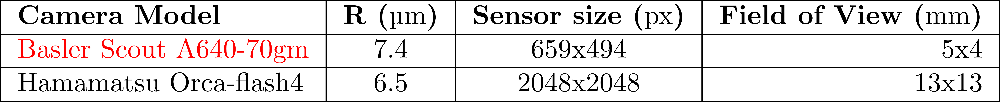 Camera Model R (µm) Sensor size (px) Field of View (mm)
Basler Scout A640-70gm 7.4 659x494 5x4
Hamamatsu Orca-flash4 6.5 2048x2048 13x13